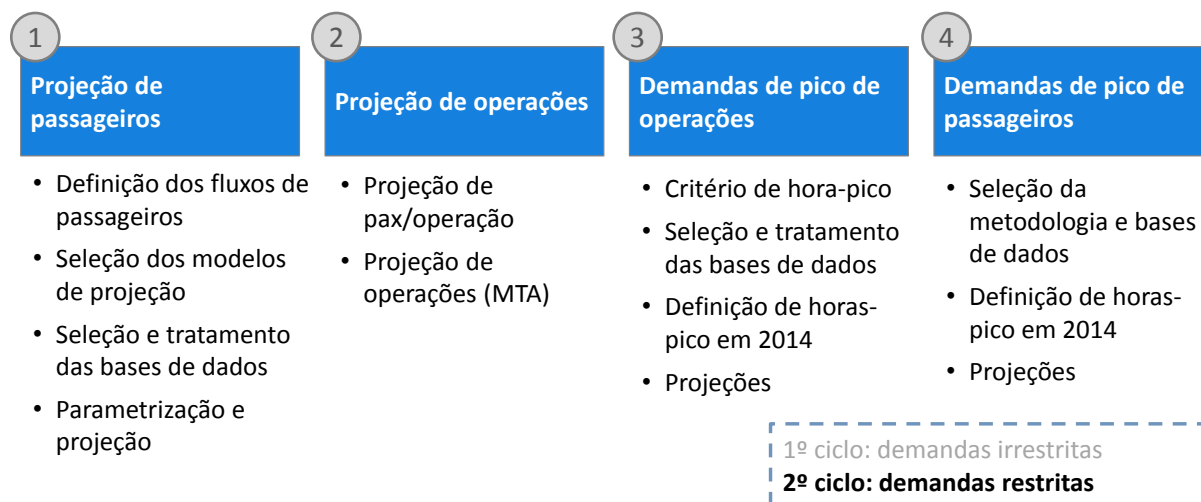 1
Projeção de
passageiros
• Definição dos fluxos de
passageiros
• Seleção dos modelos
de projeção
• Seleção e tratamento
das bases de dados
• Parametrização e
projeção
2
Projeção de operações
• Projeção de
pax/operação
• Projeção de
operações (MTA)
3
Demandas de pico de
operações
• Critério de hora-pico
• Seleção e tratamento
das bases de dados
• Definição de horas-
pico em 2014
• Projeções
4
Demandas de pico de
passageiros
• Seleção da
metodologia e bases
de dados
• Definição de horas-
pico em 2014
• Projeções
1º ciclo: demandas irrestritas
2º ciclo: demandas restritas